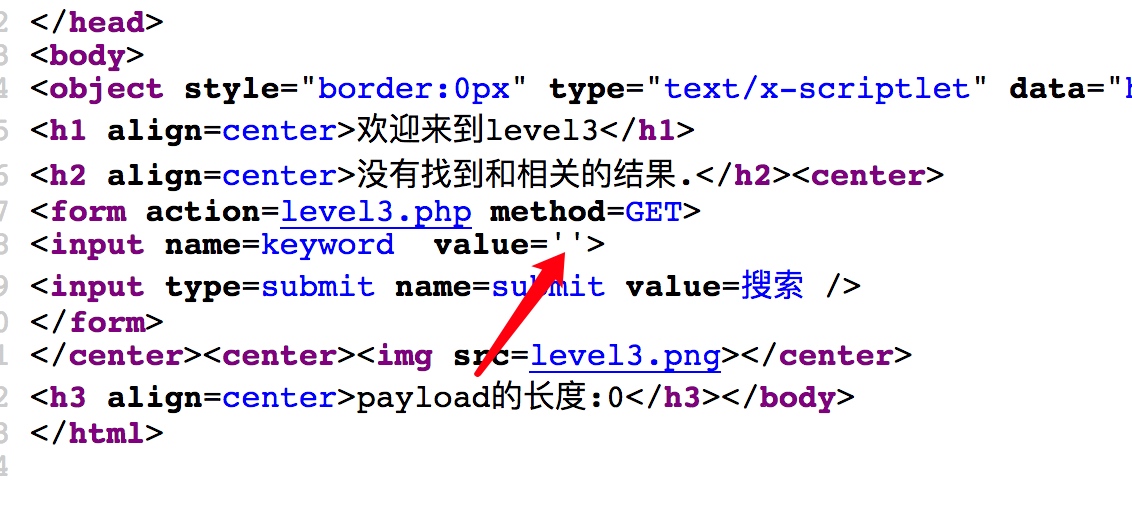 2 </head>
3 <body>
4 <object style="border:0px" type="text/x-scriptlet" data="h
5 <h1 align=center>欢迎来到level3</h1>
6 <h2 align=center>没有找到和相关的结果.</h2><center>
7 <form action=level3.php method=GET>
8 <input name=keyword  value=''>
9 <input type=submit name=submit value=搜索 />
0 </form>
1 </center><center><img src=level3.png></center>
2 <h3 align=center>payload的长度:0</h3></body>
3 </html>
4